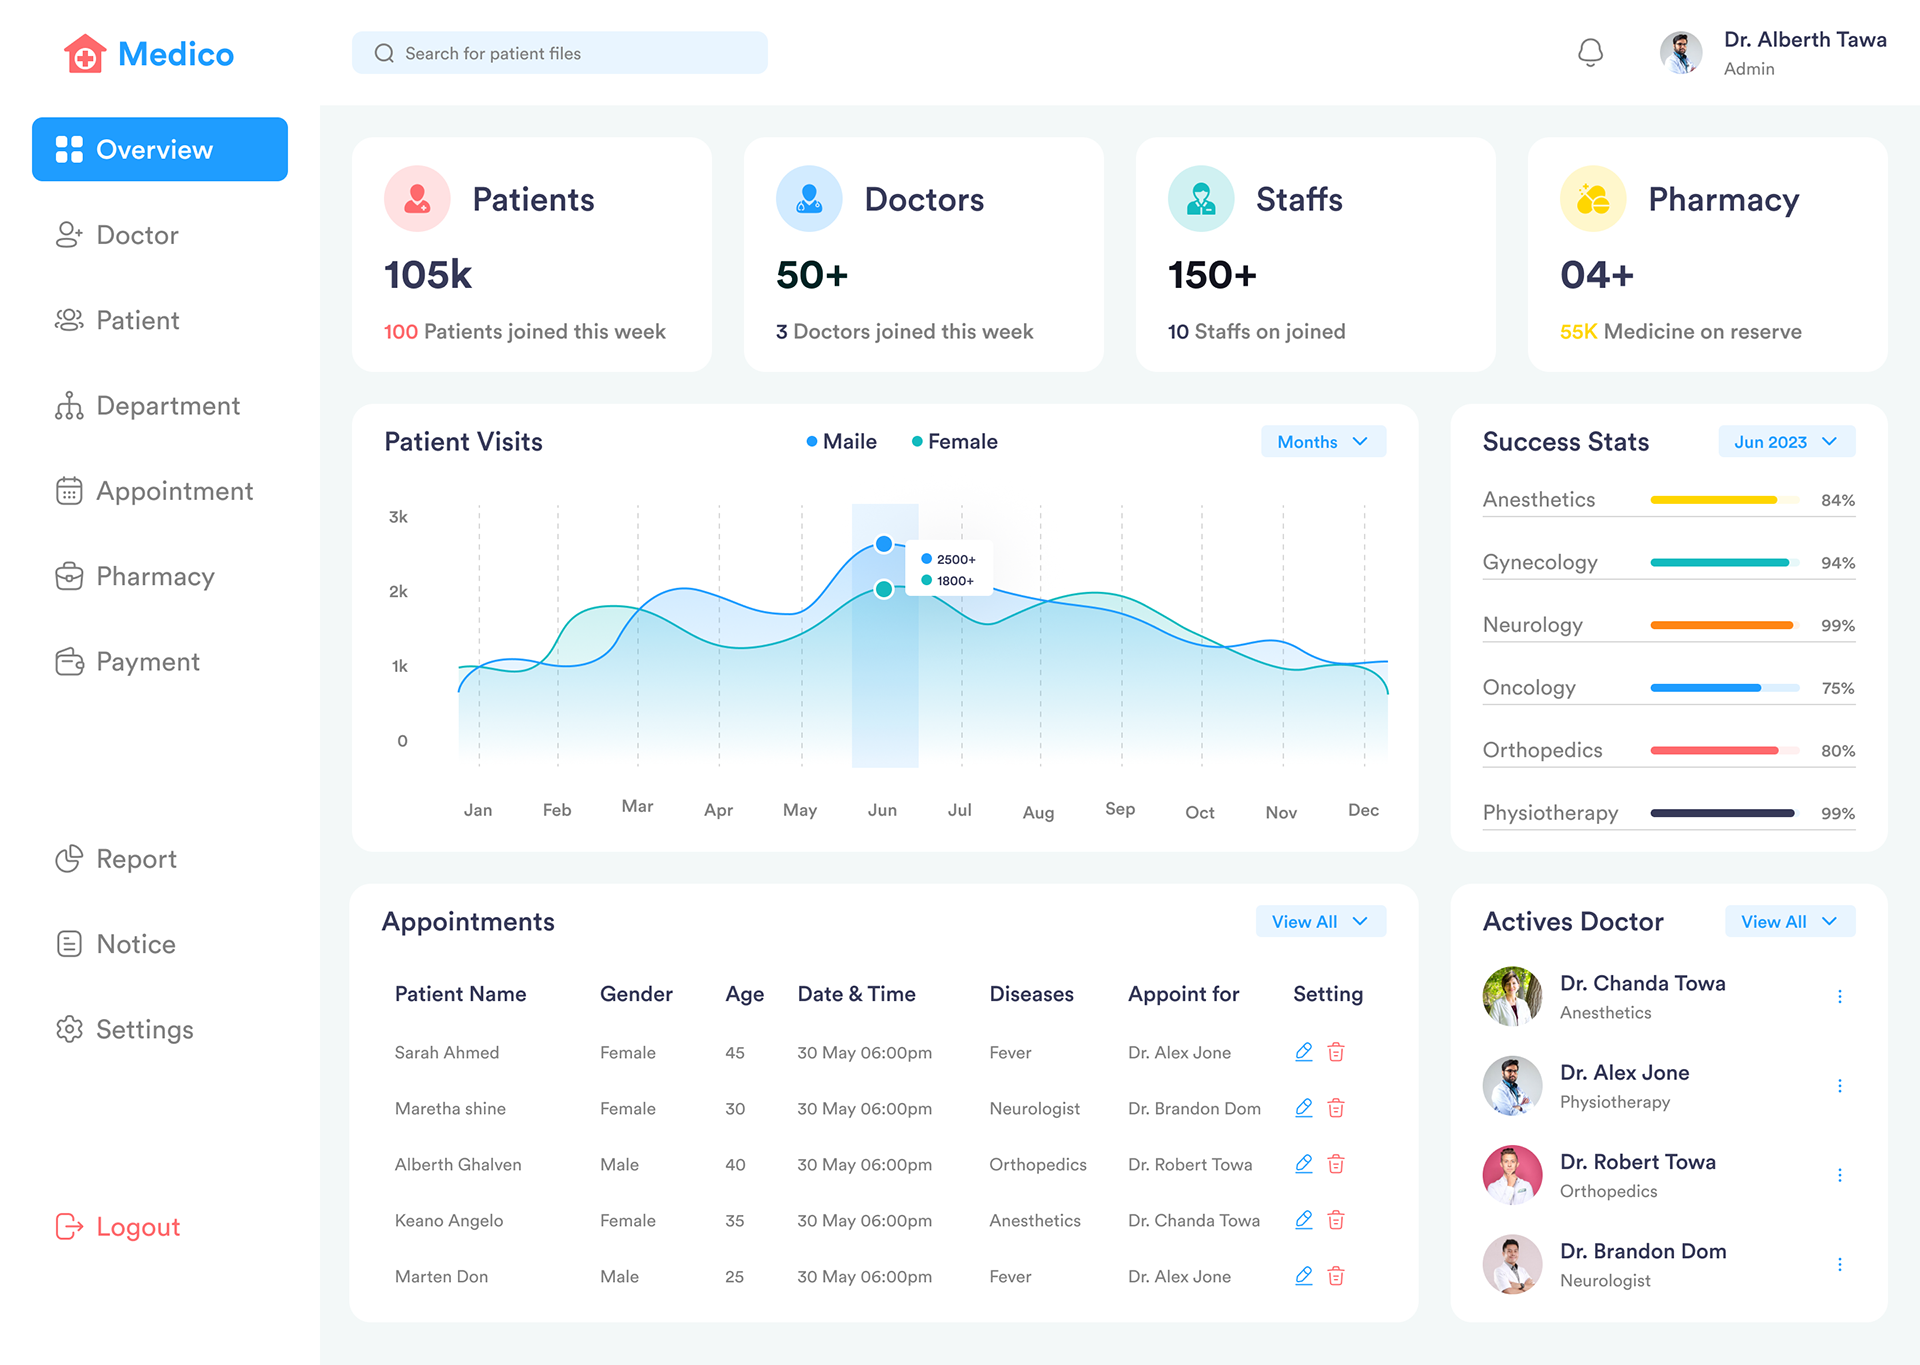 Medico
Search for patient files
Dr. Alberth Tawa
Admin
Overview
Doctor
Patient
Department
Appointment
Pharmacy
Payment
Report
Notice
Settings
Logout
Patients
105k
100 Patients joined this week
Doctors
50+
3 Doctors joined this week
Staffs
150+
10 Staffs on joined
Pharmacy
04+
55K Medicine on reserve
Patient Visits
Maile
Female
Months
3k
2k
1k
0
2500+
1800+
Jan Feb Mar Apr May Jun Jul Aug Sep Oct Nov Dec
Success Stats
Jun 2023
Anesthetics 84%
Gynecology 94%
Neurology 99%
Oncology 75%
Orthopedics 80%
Physiotherapy 99%
Appointments
View All
Patient Name Gender Age Date & Time Diseases Appoint for Setting
Sarah Ahmed Female 45 30 May 06:00pm Fever Dr. Alex Jone
Maretha shine Female 30 30 May 06:00pm Neurologist Dr. Brandon Dom
Alberth Ghalven Male 40 30 May 06:00pm Orthopedics Dr. Robert Towa
Keano Angelo Female 35 30 May 06:00pm Anesthetics Dr. Chanda Towa
Marten Don Male 25 30 May 06:00pm Fever Dr. Alex Jone
Actives Doctor
View All
Dr. Chanda Towa
Anesthetics
Dr. Alex Jone
Physiotherapy
Dr. Robert Towa
Orthopedics
Dr. Brandon Dom
Neurologist